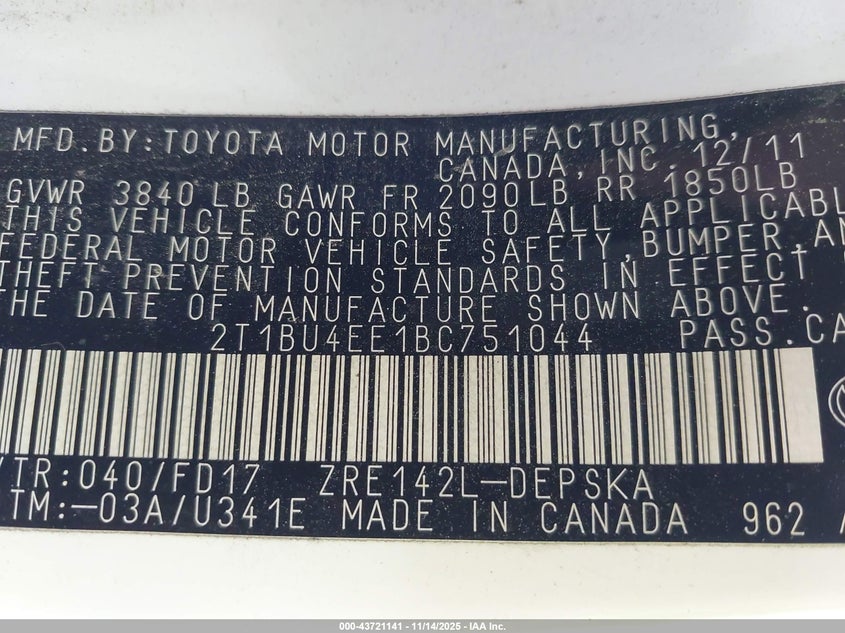 MFD.BY:TOYOTA MOTOR MANUFACTURING,
CANADA,INC. 12/11
GVWR 3840 LB GAWR FR 2090LB RR 1850LB
THIS VEHICLE CONFORMS TO ALL APPLICABL
FEDERAL MOTOR VEHICLE SAFETY,BUMPER,AN
THEFT PREVENTION STANDARDS IN EFFECT
THE DATE OF MANUFACTURE SHOWN ABOVE.
2T1BU4EE1BC751044 PASS.CA
/TR:040/FD17 ZRE142L-DEPSKA
TM:-03A/U341E MADE IN CANADA 962 A
000-43721141 - 11/14/2025 - IAA Inc.